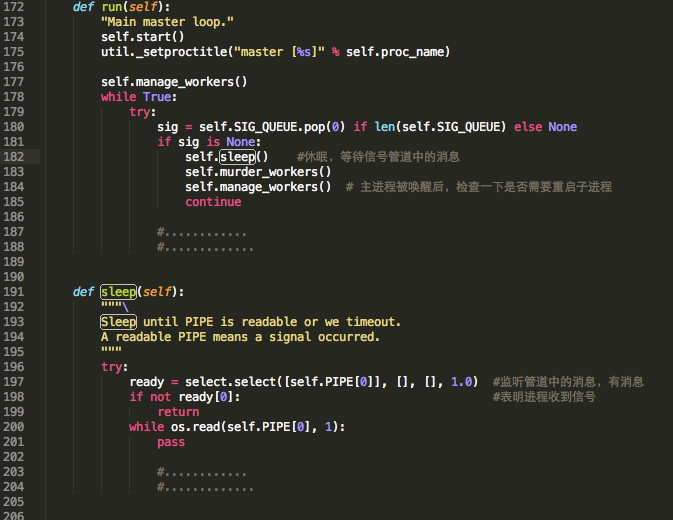 172 def run(self):
173 "Main master loop."
174 self.start()
175 util._setproctitle("master [%s]" % self.proc_name)
176
177 self.manage_workers()
178 while True:
179 try:
180 sig = self.SIG_QUEUE.pop(0) if len(self.SIG_QUEUE) else None
181 if sig is None:
182 self.sleep() #休眠，等待信号管道中的消息
183 self.murder_workers()
184 self.manage_workers() # 主进程被唤醒后，检查一下是否需要重启子进程
185 continue
186
187 #............
188 #.............
189
190
191 def sleep(self):
192 """\
193 Sleep until PIPE is readable or we timeout.
194 A readable PIPE means a signal occurred.
195 """
196 try:
197 ready = select.select([self.PIPE[0]], [], [], 1.0) #监听管道中的消息，有消息
198 if not ready[0]: #表明进程收到信号
199 return
200 while os.read(self.PIPE[0], 1):
201 pass
202
203 #............
204 #.............
205
206